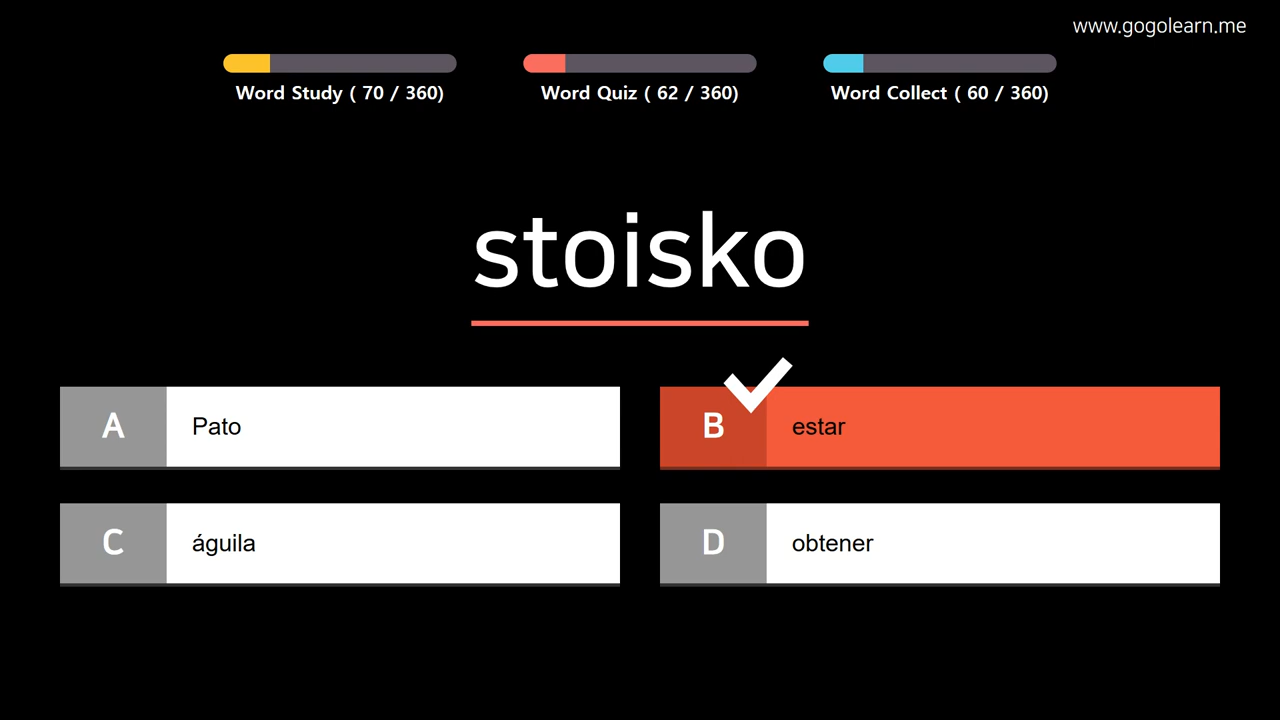 www.gogolearn.me
Word Study ( 70 / 360)
Word Quiz ( 62 / 360)
Word Collect ( 60 / 360)
stoisko
A Pato
B estar
C águila
D obtener